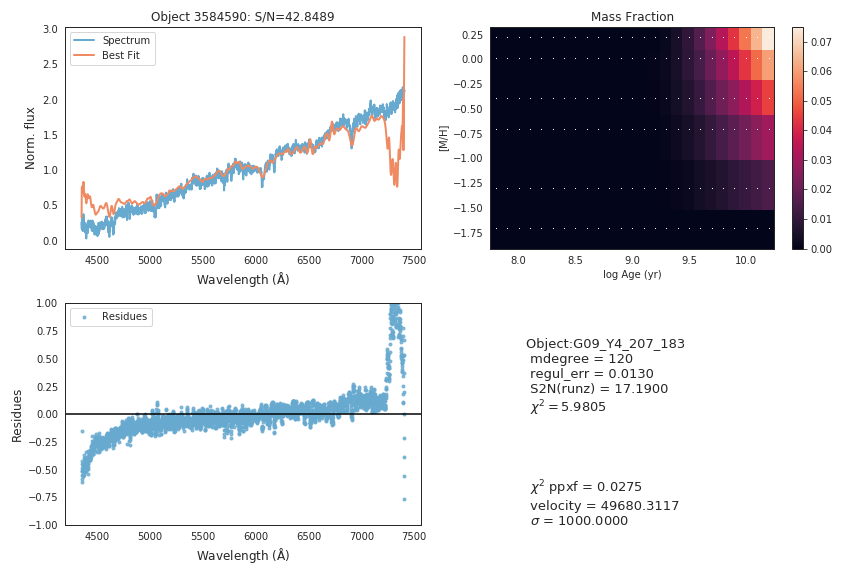 Object 3584590: S/N=42.8489
Spectrum
Best Fit
Norm. flux
3.0
2.5
2.0
1.5
1.0
0.5
0.0
4500 5000 5500 6000 6500 7000 7500
Wavelength (Å)
Mass Fraction
[M/H]
0.25
0.00
−0.25
−0.50
−0.75
−1.00
−1.25
−1.50
−1.75
8.0 8.5 9.0 9.5 10.0
log Age (yr)
0.07
0.06
0.05
0.04
0.03
0.02
0.01
0.00
Residues
Residues
1.00
0.75
0.50
0.25
0.00
−0.25
−0.50
−0.75
−1.00
4500 5000 5500 6000 6500 7000 7500
Wavelength (Å)
Object:G09_Y4_207_183
mdegree = 120
regul_err = 0.0130
S2N(runz) = 17.1900
χ² = 5.9805
χ² ppxf = 0.0275
velocity = 49680.3117
σ = 1000.0000